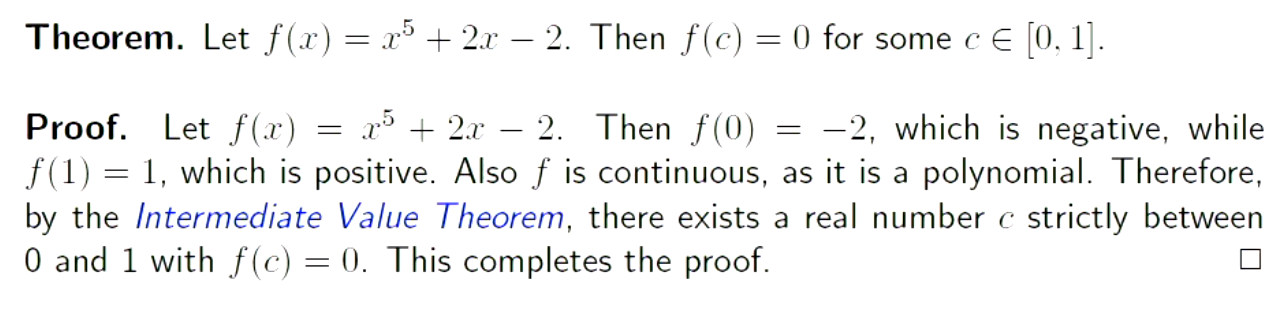 Theorem. Let f(x) = x⁵ + 2x − 2. Then f(c) = 0 for some c ∈ [0, 1].
Proof. Let f(x) = x⁵ + 2x − 2. Then f(0) = −2, which is negative, while
f(1) = 1, which is positive. Also f is continuous, as it is a polynomial. Therefore,
by the Intermediate Value Theorem, there exists a real number c strictly between
0 and 1 with f(c) = 0. This completes the proof. □